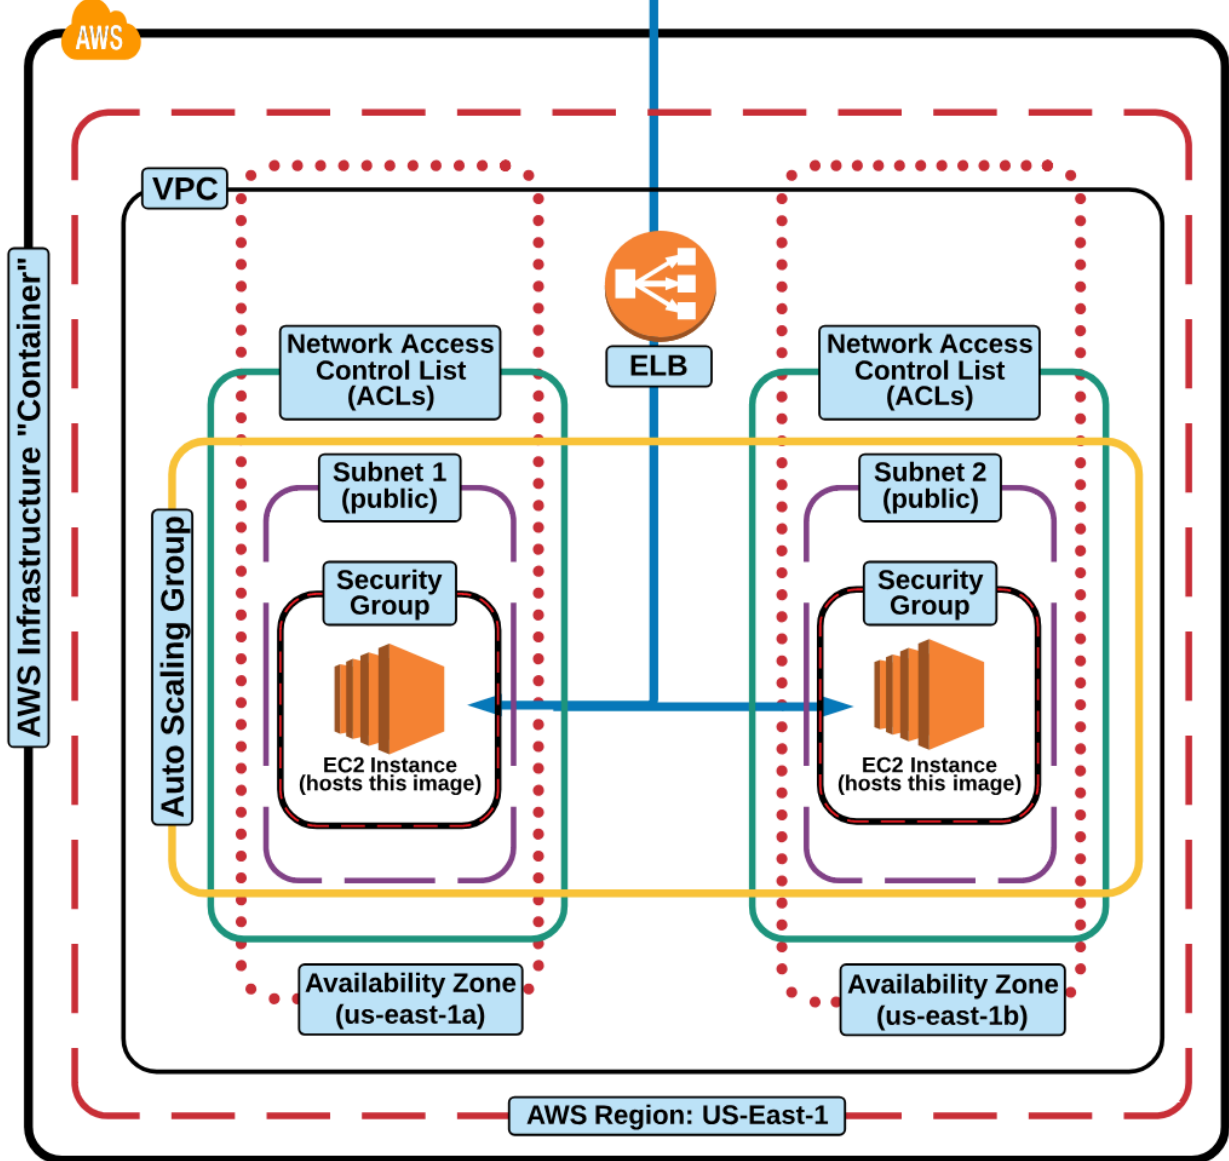 AWS
VPC
AWS Infrastructure "Container"
ELB
Network Access
Control List
(ACLs)
Network Access
Control List
(ACLs)
Auto Scaling Group
Subnet 1
(public)
Subnet 2
(public)
Security
Group
Security
Group
EC2 Instance
(hosts this image)
EC2 Instance
(hosts this image)
Availability Zone
(us-east-1a)
Availability Zone
(us-east-1b)
AWS Region: US-East-1